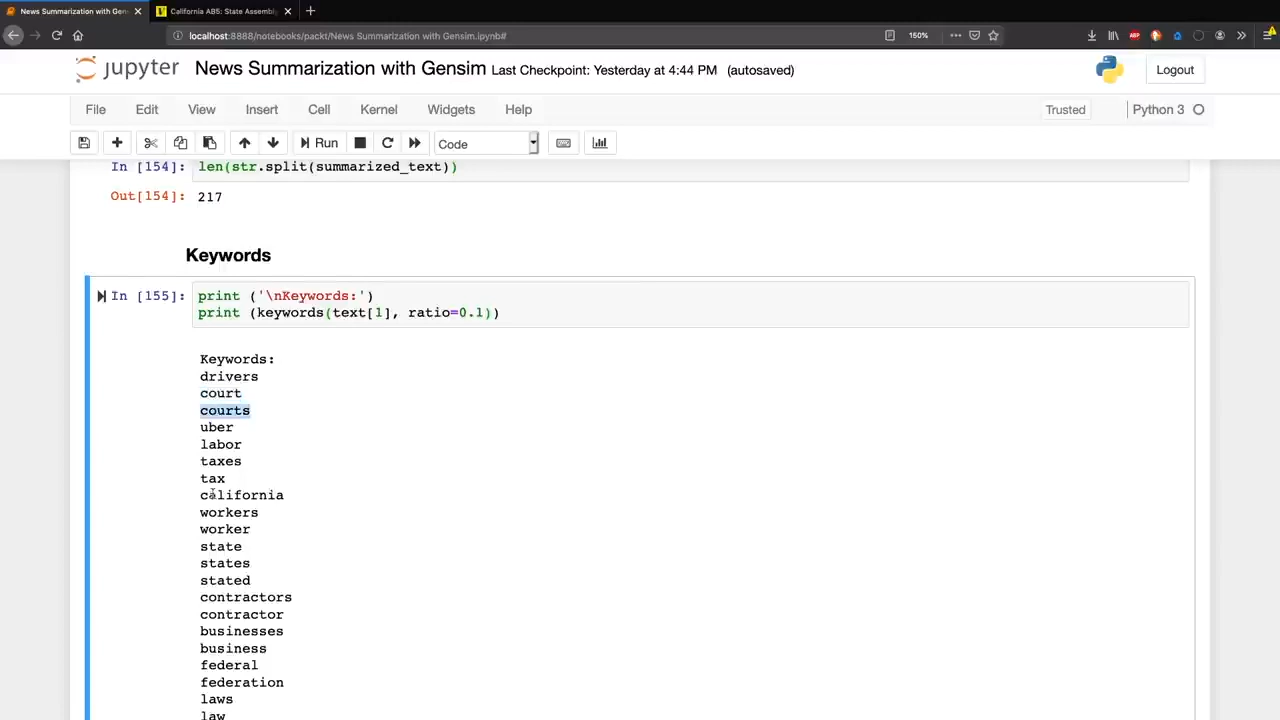 News Summarization with Gens
California AB5: State Assembly
localhost:8888/notebooks/packt/News Summarization with Gensim.ipynb#
150%
ABP
jupyter News Summarization with Gensim Last Checkpoint: Yesterday at 4:44 PM (autosaved)
Logout
File Edit View Insert Cell Kernel Widgets Help
Trusted Python 3
Run Code
In [154]: len(str.split(summarized_text))
Out[154]: 217
Keywords
In [155]: print ('\nKeywords:')
print (keywords(text[1], ratio=0.1))
Keywords:
drivers
court
courts
uber
labor
taxes
tax
california
workers
worker
state
states
stated
contractors
contractor
businesses
business
federal
federation
laws
law